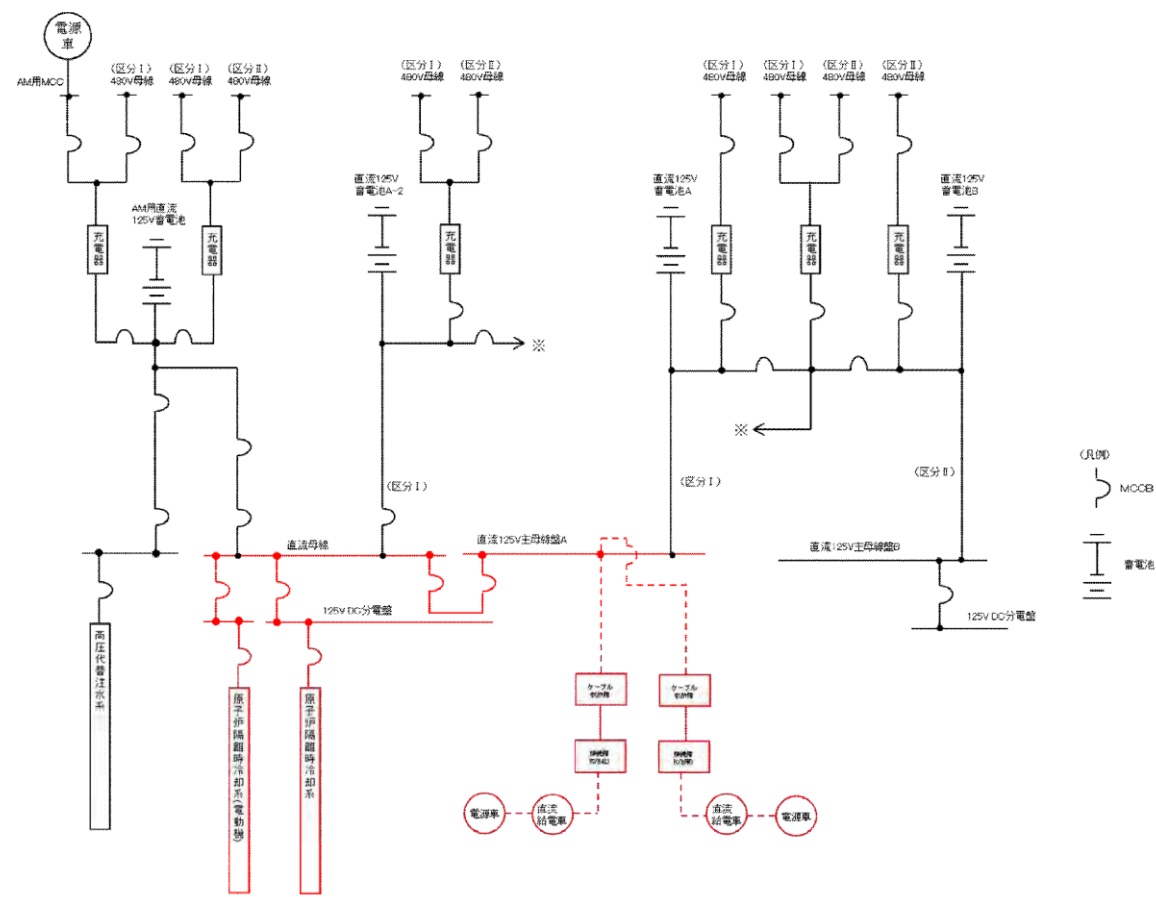 電源
車
AM用MCC
(区分Ⅰ)
480V母線
(区分Ⅰ)
480V母線
(区分Ⅱ)
480V母線
(区分Ⅰ)
480V母線
(区分Ⅱ)
480V母線
(区分Ⅰ)
480V母線
(区分Ⅰ)
480V母線
(区分Ⅱ)
480V母線
(区分Ⅱ)
480V母線
直流125V
蓄電池A-2
直流125V
蓄電池A
直流125V
蓄電池B
AM用直流
125V蓄電池
充電器
充電器
充電器
充電器
充電器
充電器
※
※
(区分Ⅰ)
(区分Ⅰ)
(区分Ⅱ)
(凡例)
MCCB
蓄電池
直流母線
直流125V主母線盤A
直流125V主母線盤B
125V DC分電盤
125V DC分電盤
高圧代替注水系
原子炉隔離時冷却系(電動機)
原子炉隔離時冷却系
ケーブル
ケーブル
電源車
直流
給電車
直流
給電車
電源車